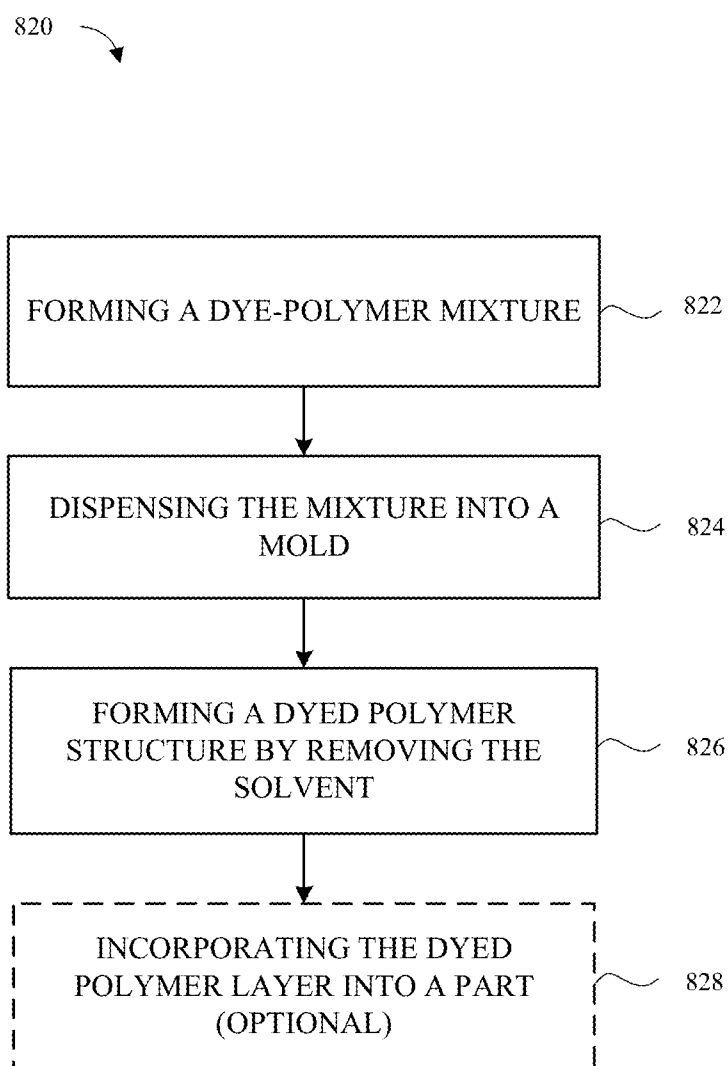 820
FORMING A DYE-POLYMER MIXTURE
822
DISPENSING THE MIXTURE INTO A
MOLD
824
FORMING A DYED POLYMER
STRUCTURE BY REMOVING THE
SOLVENT
826
INCORPORATING THE DYED
POLYMER LAYER INTO A PART
(OPTIONAL)
828